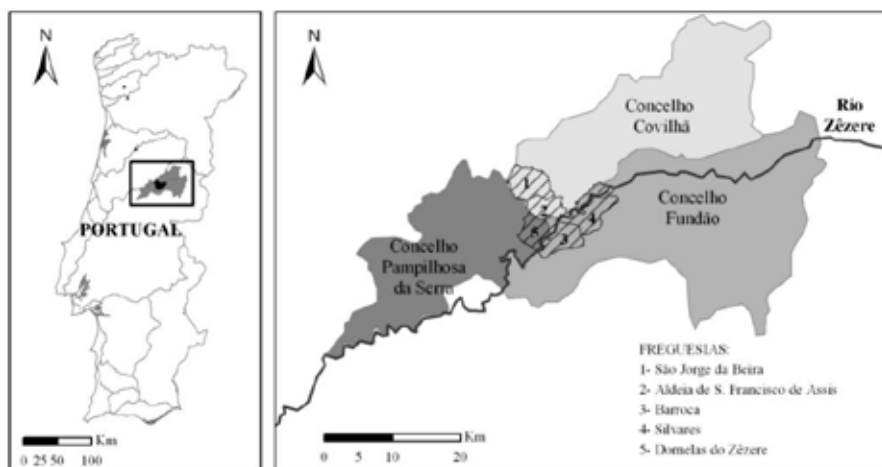 N
PORTUGAL
Km
0 25 50 100
N
Concelho
Covilhã
Rio
Zêzere
1
2
5
4
3
Concelho
Fundão
Concelho
Pampilhosa
da Serra
FREGUESIAS:
1- São Jorge da Beira
2- Aldeia de S. Francisco de Assis
3- Barroca
4- Silvares
5- Dornelas do Zêzere
Km
0 5 10 20